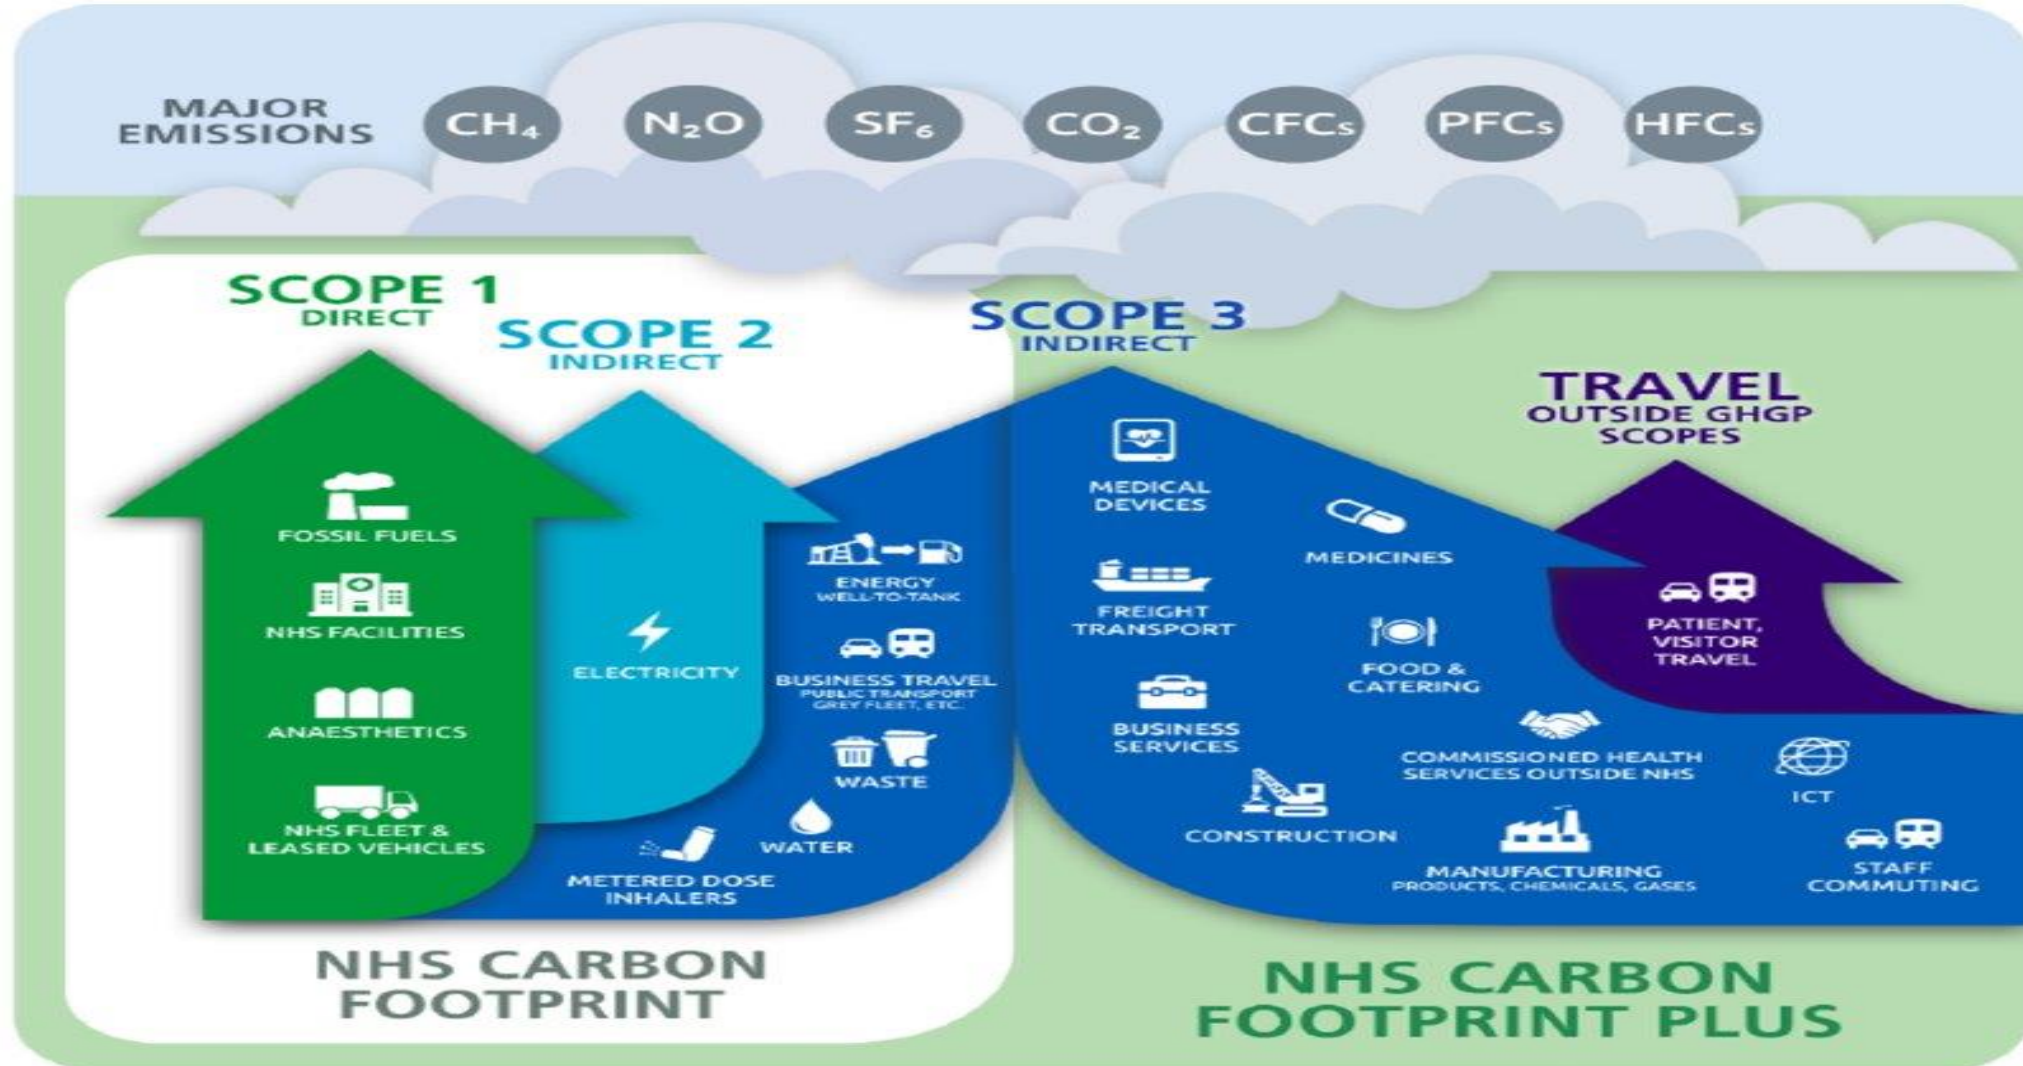 MAJOR
EMISSIONS
CH₄
N₂O
SF₆
CO₂
CFCs
PFCs
HFCs
SCOPE 1
DIRECT
SCOPE 2
INDIRECT
SCOPE 3
INDIRECT
TRAVEL
OUTSIDE GHGP
SCOPES
FOSSIL FUELS
NHS FACILITIES
ANAESTHETICS
NHS FLEET &
LEASED VEHICLES
ELECTRICITY
ENERGY
WELL-TO-TANK
BUSINESS TRAVEL
PUBLIC TRANSPORT
GREY FLEET, ETC.
WASTE
WATER
METERED DOSE
INHALERS
MEDICAL
DEVICES
MEDICINES
FREIGHT
TRANSPORT
FOOD &
CATERING
BUSINESS
SERVICES
COMMISSIONED HEALTH
SERVICES OUTSIDE NHS
ICT
CONSTRUCTION
MANUFACTURING
PRODUCTS, CHEMICALS, GASES
STAFF
COMMUTING
PATIENT,
VISITOR
TRAVEL
NHS CARBON
FOOTPRINT
NHS CARBON
FOOTPRINT PLUS